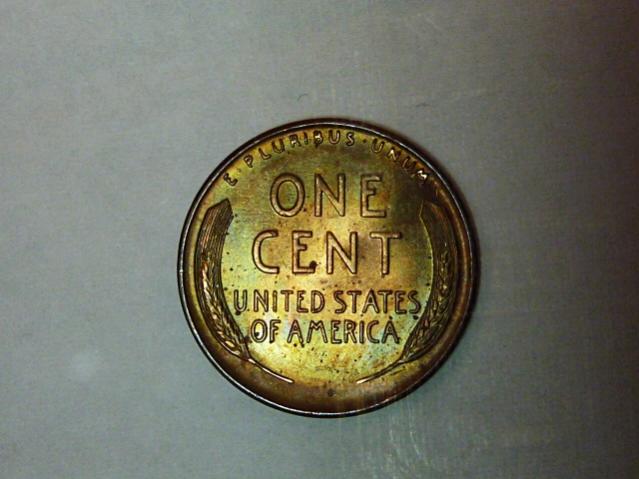 E · PLURIBUS · UNUM
ONE
CENT
UNITED STATES
OF AMERICA